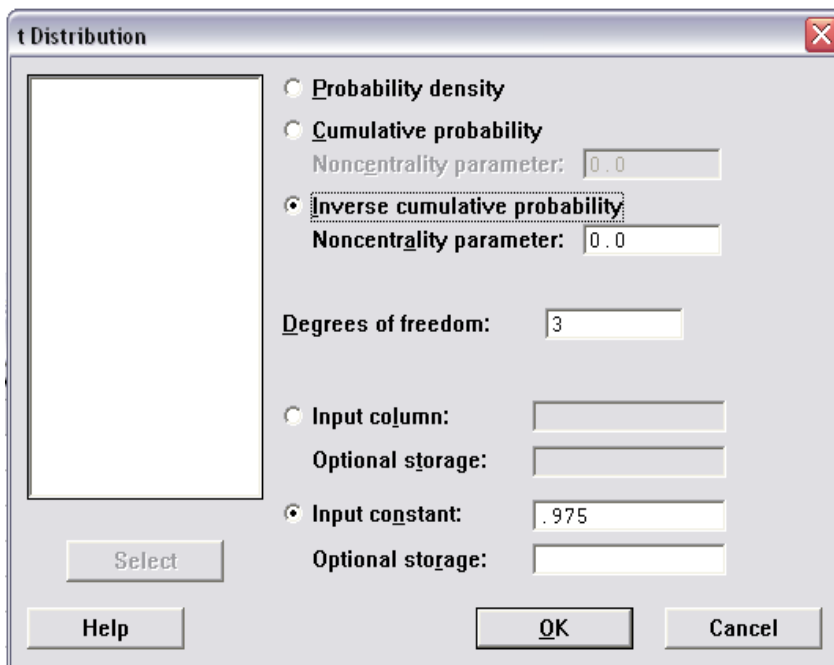 t Distribution
Probability density
Cumulative probability
Noncentrality parameter: 0.0
Inverse cumulative probability
Noncentrality parameter: 0.0
Degrees of freedom: 3
Input column:
Optional storage:
Input constant: .975
Optional storage:
Select
Help
OK
Cancel